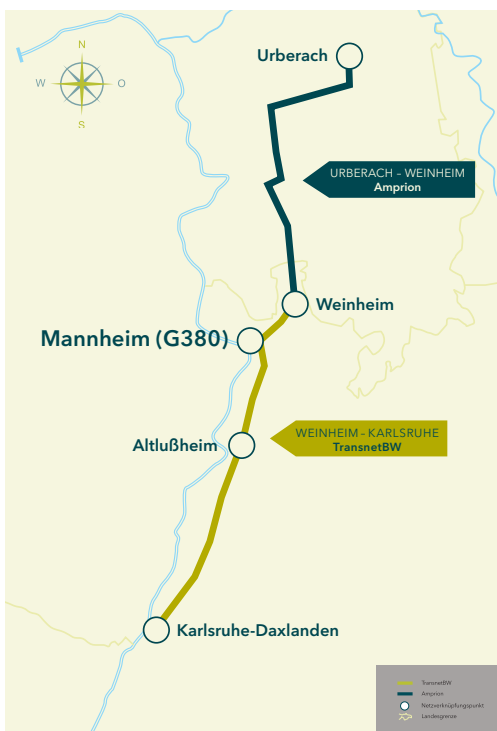 Urberach
N
W
O
S
URBERACH – WEINHEIM
Amprion
Weinheim
Mannheim (G380)
WEINHEIM – KARLSRUHE
TransnetBW
Altlußheim
Karlsruhe-Daxlanden
TransnetBW
Amprion
Netzverknüpfungspunkt
Landesgrenze